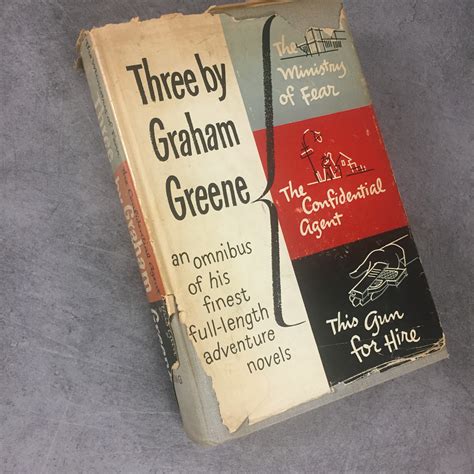 Three by
Graham
Greene
an omnibus
of his
finest
full-length
adventure
novels
The
Ministry
of Fear
The
Confidential
Agent
This Gun
for Hire
Graham